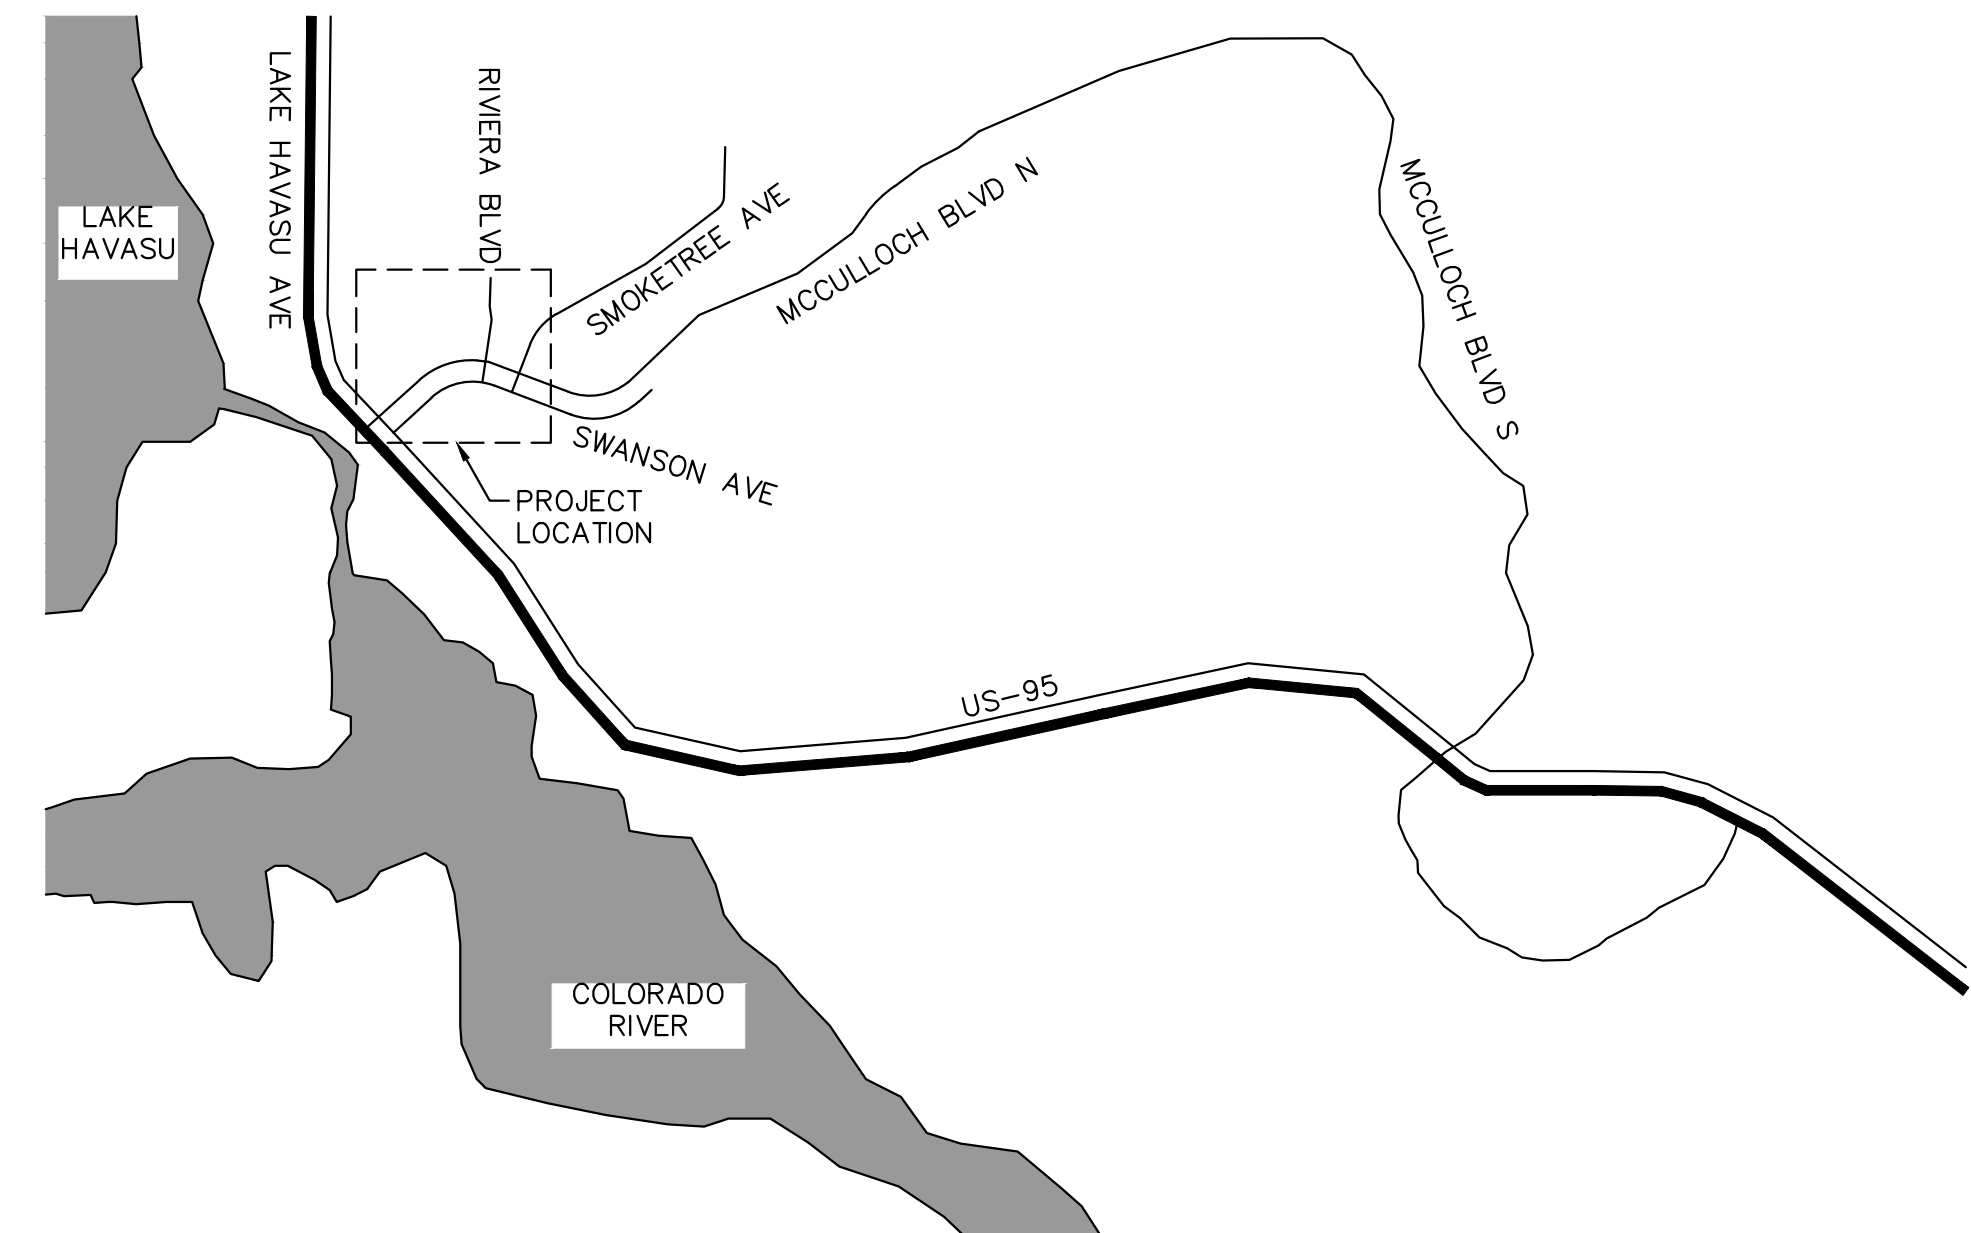 LAKE HAVASU AVE
RIVIERA BLVD
LAKE
HAVASU
SMOKETREE AVE
MCCULLOCH BLVD N
MCCULLOCH BLVD S
SWANSON AVE
PROJECT
LOCATION
US-95
COLORADO
RIVER